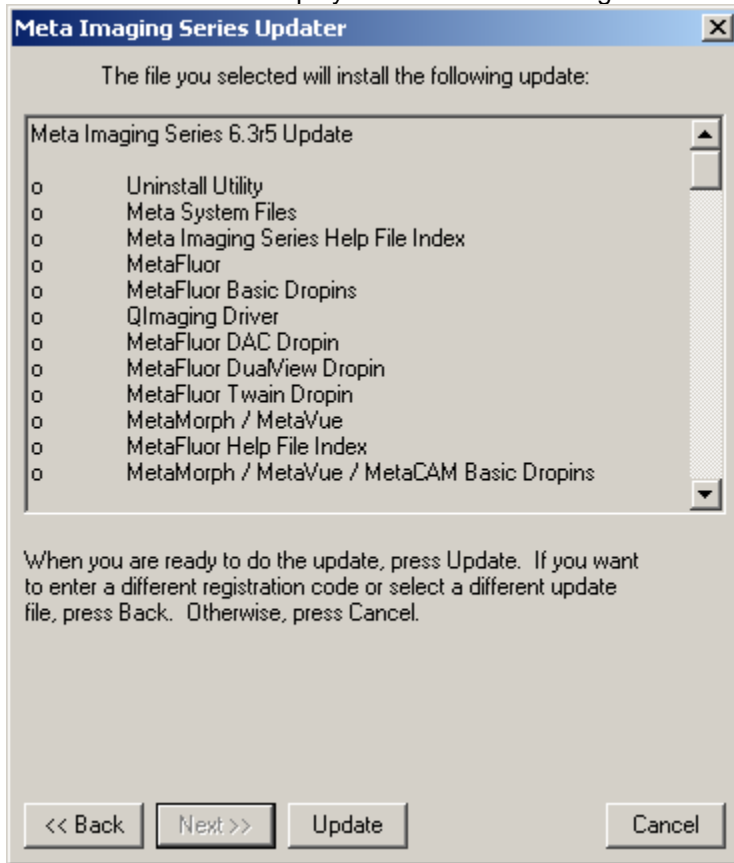 Meta Imaging Series Updater
The file you selected will install the following update:
Meta Imaging Series 6.3r5 Update
o Uninstall Utility
o Meta System Files
o Meta Imaging Series Help File Index
o MetaFluor
o MetaFluor Basic Dropins
o QImaging Driver
o MetaFluor DAC Dropin
o MetaFluor DualView Dropin
o MetaFluor Twain Dropin
o MetaMorph / MetaVue
o MetaFluor Help File Index
o MetaMorph / MetaVue / MetaCAM Basic Dropins
When you are ready to do the update, press Update. If you want
to enter a different registration code or select a different update
file, press Back. Otherwise, press Cancel.
<< Back Next >> Update Cancel